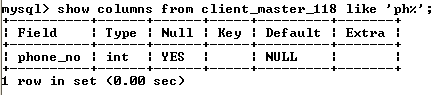 mysql> show columns from client_master_118 like 'ph%';
+----------+------+------+-----+---------+-------+
| Field    | Type | Null | Key | Default | Extra |
+----------+------+------+-----+---------+-------+
| phone_no | int  | YES  |     | NULL    |       |
+----------+------+------+-----+---------+-------+
1 row in set (0.00 sec)